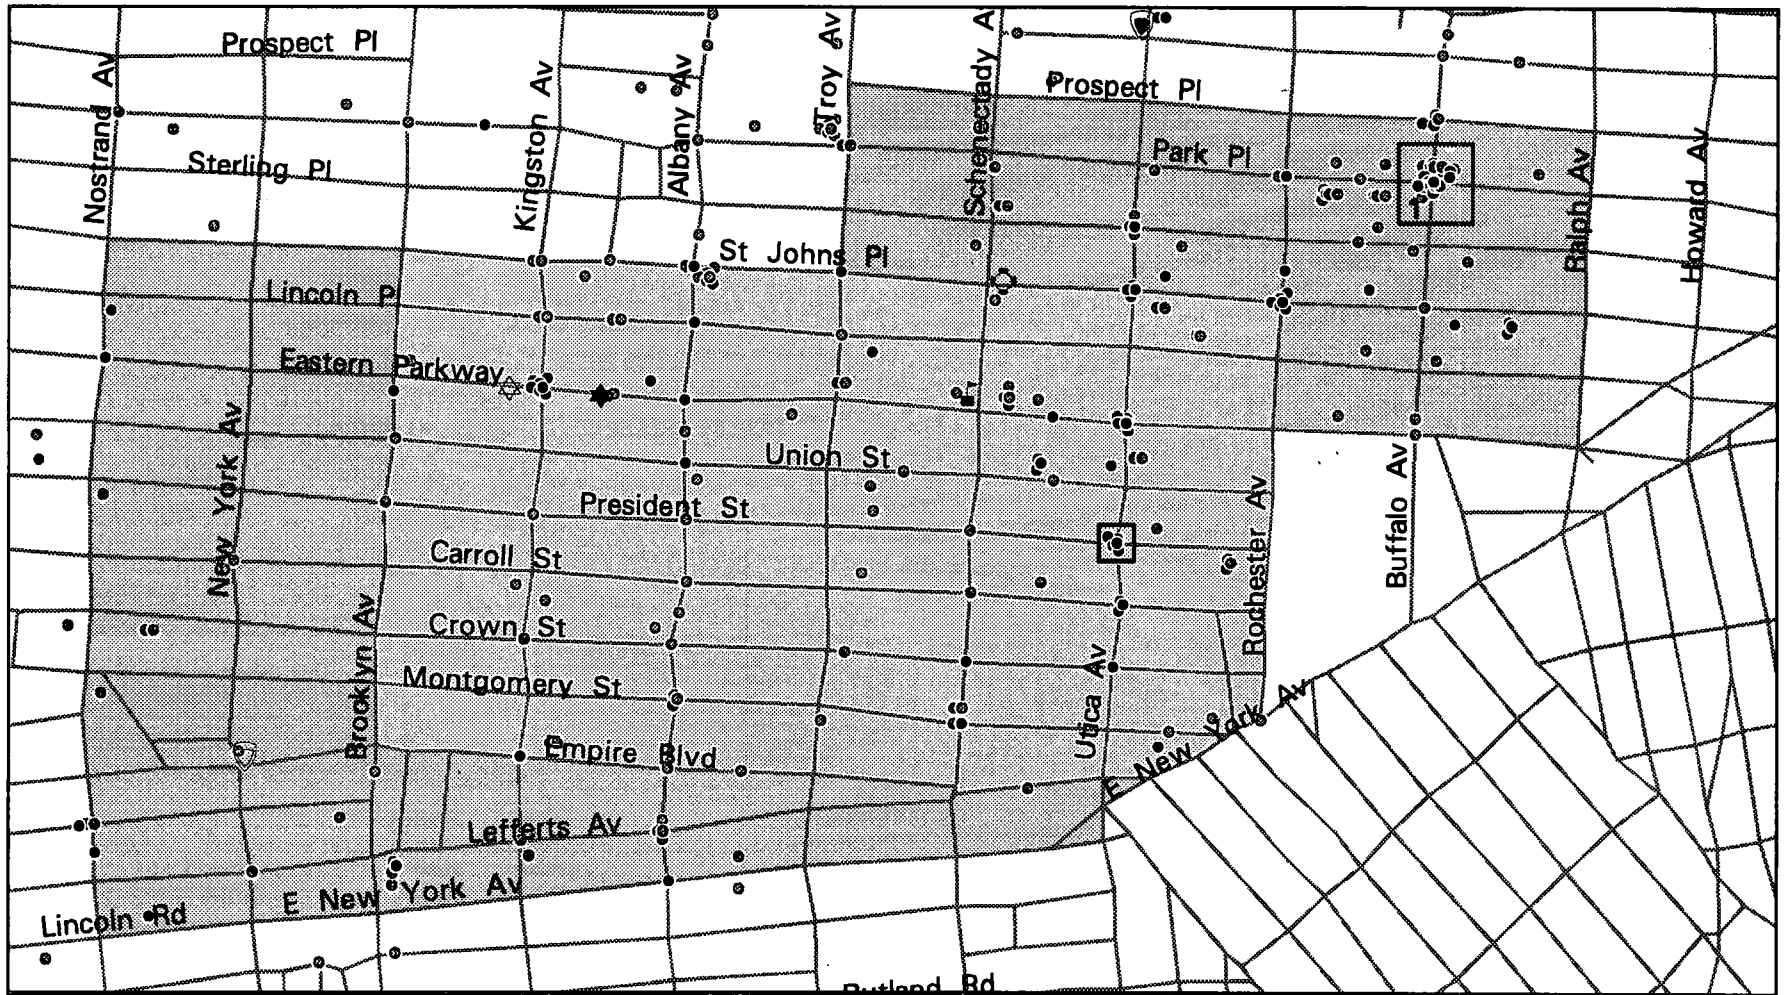 Prospect Pl
Prospect Pl
Park Pl
Sterling Pl
St Johns Pl
Lincoln Pl
Eastern Parkway
Union St
President St
Carroll St
Crown St
Montgomery St
Empire Blvd
Lefferts Av
E New York Av
E New York Av
Lincoln Rd
Rutland Rd
Nostrand Av
New York Av
Brooklyn Av
Kingston Av
Albany Av
Troy Av
Schenectady A
Utica Av
Rochester Av
Buffalo Av
Ralph Av
Howard Av
1